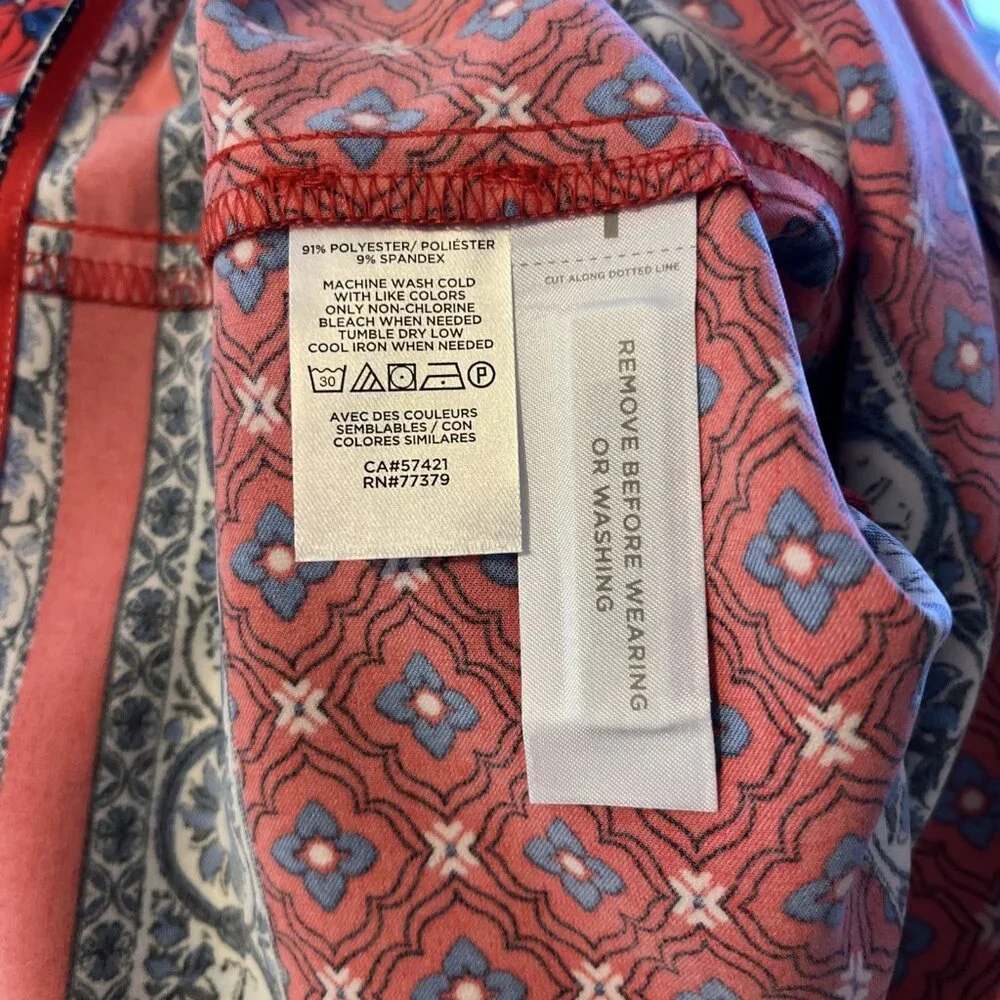 91% POLYESTER/ POLIÉSTER
9% SPANDEX
MACHINE WASH COLD
WITH LIKE COLORS
ONLY NON-CHLORINE
BLEACH WHEN NEEDED
TUMBLE DRY LOW
COOL IRON WHEN NEEDED
30 P
AVEC DES COULEURS
SEMBLABLES / CON
COLORES SIMILARES
CA#57421
RN#77379
CUT ALONG DOTTED LINE
REMOVE BEFORE WEARING
OR WASHING